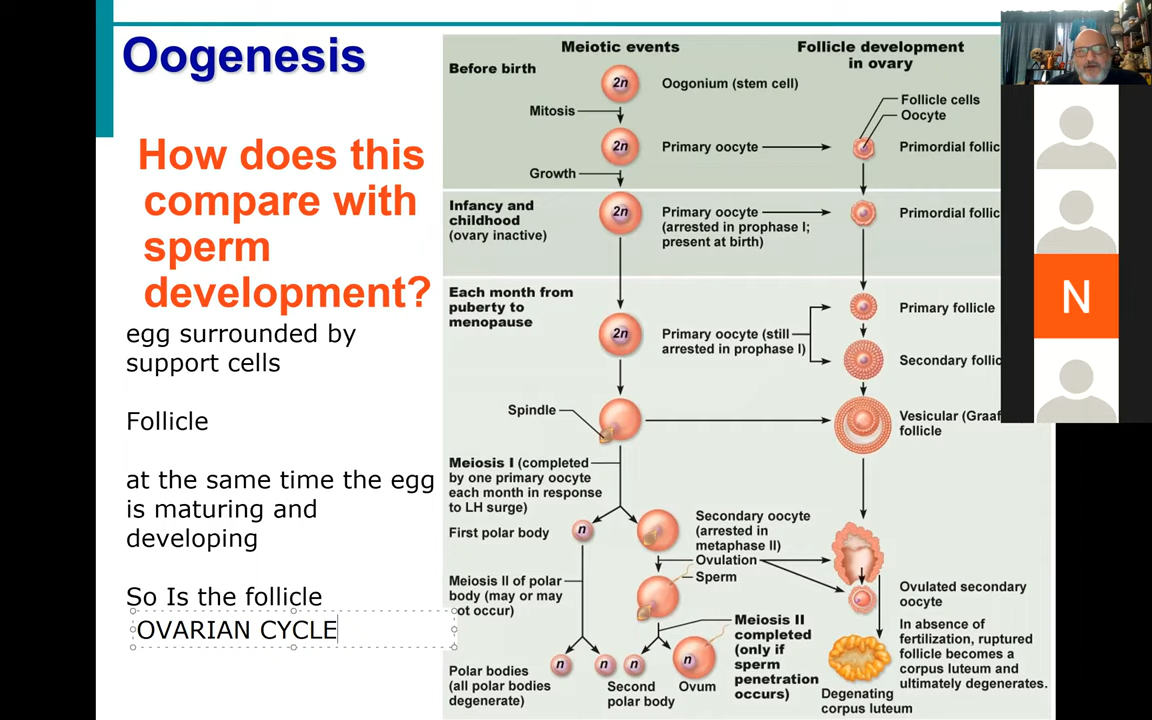 Oogenesis
How does this
compare with
sperm
development?
egg surrounded by
support cells
Follicle
at the same time the egg
is maturing and
developing
So Is the follicle
OVARIAN CYCLE
Meiotic events
Follicle development
in ovary
Before birth
2n
Oogonium (stem cell)
Follicle cells
Oocyte
Mitosis
2n
Primary oocyte
Primordial follic
Growth
Infancy and
childhood
(ovary inactive)
2n
Primary oocyte
(arrested in prophase I;
present at birth)
Primordial follic
Each month from
puberty to
menopause
2n
Primary oocyte (still
arrested in prophase I)
Primary follicle
Secondary follic
Spindle
Vesicular (Graaf
follicle
Meiosis I (completed
by one primary oocyte
each month in response
to LH surge)
First polar body
n
Secondary oocyte
(arrested in
metaphase II)
Ovulation
Sperm
Meiosis II of polar
body (may or may
not occur)
Ovulated secondary
oocyte
Meiosis II
completed
(only if
sperm
penetration
occurs)
In absence of
fertilization, ruptured
follicle becomes a
corpus luteum and
ultimately degenerates.
n
n
n
n
Polar bodies
(all polar bodies
degenerate)
Second
polar body
Ovum
Degenating
corpus luteum
N